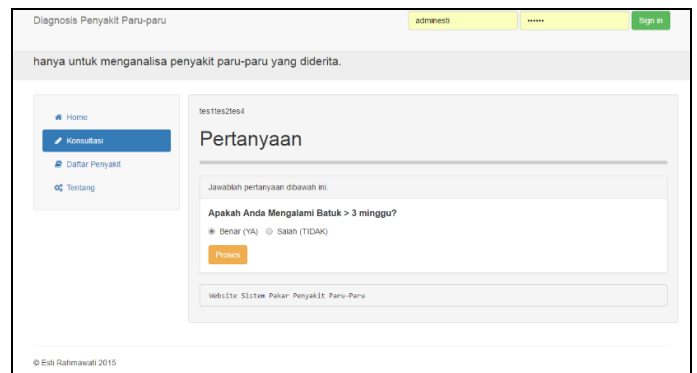 Diagnosis Penyakit Paru-paru
adminesti
••••••
Sign in
hanya untuk menganalisa penyakit paru-paru yang diderita.
Home
Konsultasi
Daftar Penyakit
Tentang
tes1tes2tes4
Pertanyaan
Jawablah pertanyaan dibawah ini.
Apakah Anda Mengalami Batuk > 3 minggu?
Benar (YA) Salah (TIDAK)
Proses
Website Sistem Pakar Penyakit Paru-Paru
© Esti Rahmawati 2015